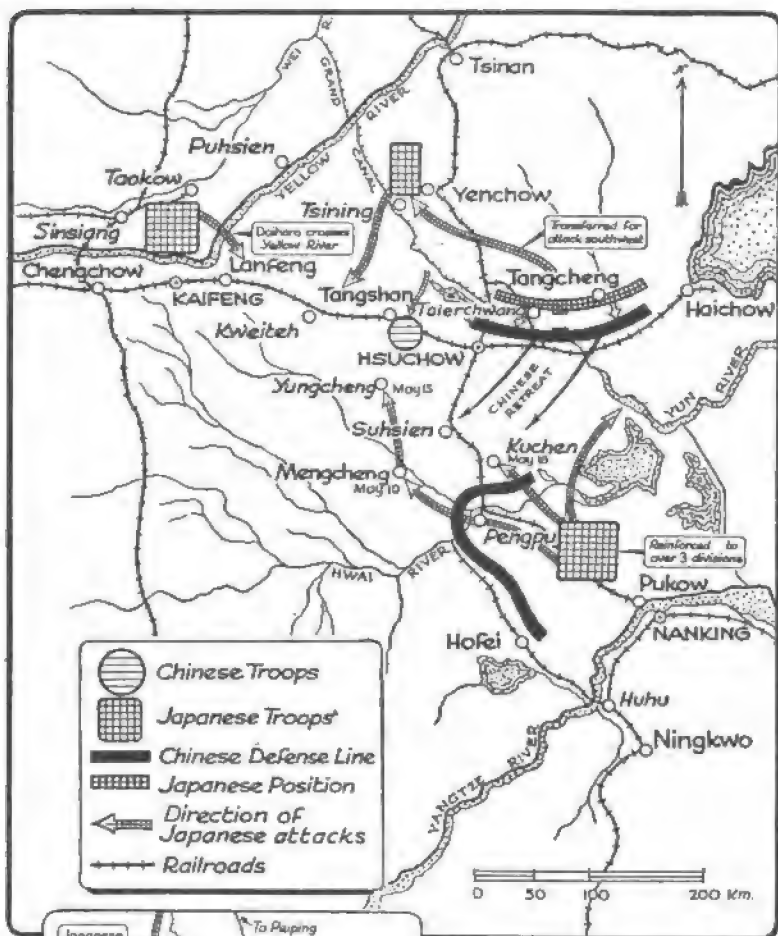 WEI
R.
GRAND
CANAL
Tsinan
YELLOW
RIVER
Puhsien
Taokow
Yenchow
Tsining
Sinsiang
Doihara crosses
Yellow River
Transferred for
attack southwest
Chengchow
Lanfeng
KAIFENG
Tangshan
Tangcheng
Taierchwang
Haichow
Kweiteh
HSUCHOW
CHINESE
RETREAT
Yungcheng May 15
Suhsien
YUN
RIVER
Kuchen
May 18
Mengcheng
May 10
Pengpu
Reinforced to
over 3 divisions
HWAI
RIVER
Pukow
NANKING
Hofei
Huhu
Ningkwo
YANGTZE RIVER
Chinese Troops
Japanese Troops
Chinese Defense Line
Japanese Position
Direction of
Japanese attacks
Railroads
0 50 100 200 Km.
Japanese
To Peiping